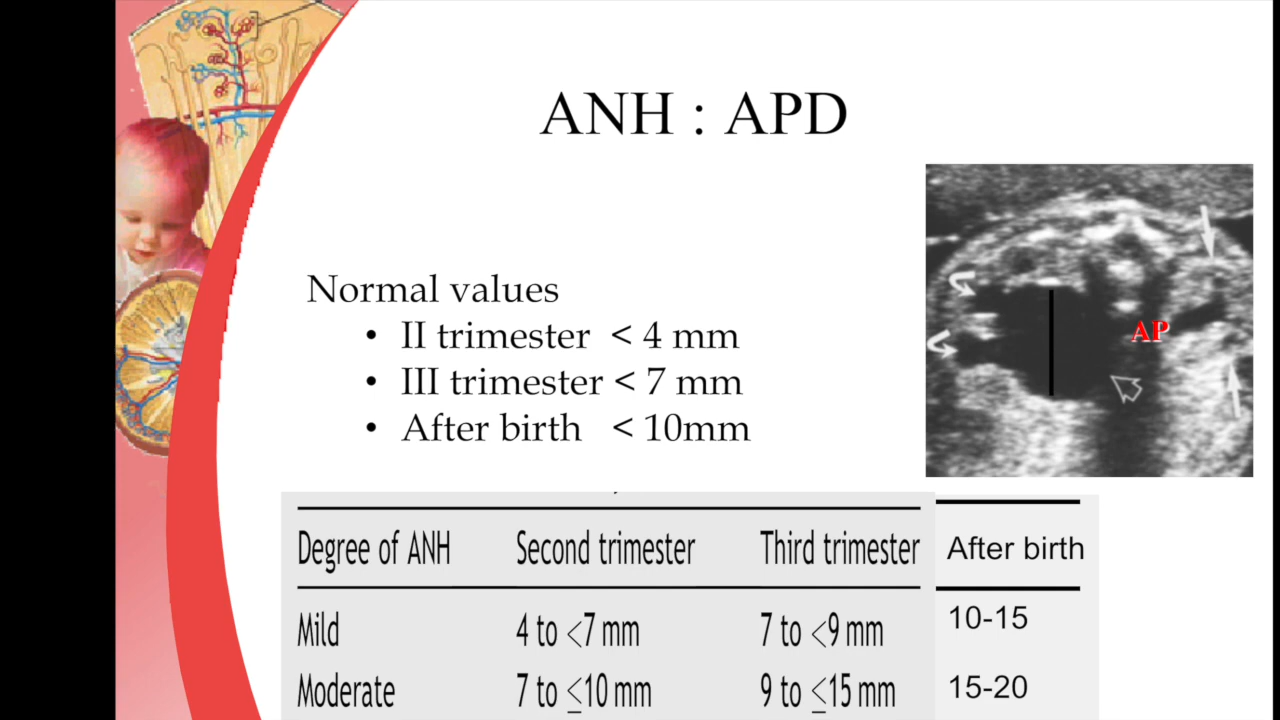 ANH : APD
Normal values
• II trimester < 4 mm
• III trimester < 7 mm
• After birth < 10mm
AP
Degree of ANH Second trimester Third trimester After birth
Mild 4 to <7 mm 7 to <9 mm 10-15
Moderate 7 to ≤10 mm 9 to ≤15 mm 15-20